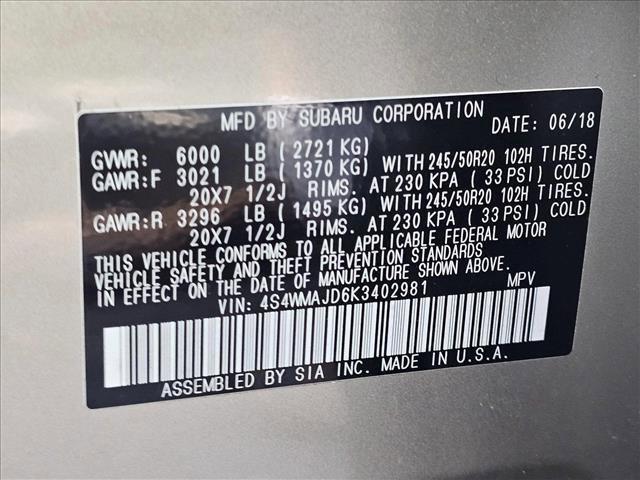 MFD BY SUBARU CORPORATION DATE: 06/18
GVWR: 6000 LB ( 2721 KG)
GAWR:F 3021 LB ( 1370 KG) WITH 245/50R20 102H TIRES.
20X7 1/2J RIMS. AT 230 KPA ( 33 PSI) COLD
GAWR:R 3296 LB ( 1495 KG) WITH 245/50R20 102H TIRES.
20X7 1/2J RIMS. AT 230 KPA ( 33 PSI) COLD
THIS VEHICLE CONFORMS TO ALL APPLICABLE FEDERAL MOTOR
VEHICLE SAFETY AND THEFT PREVENTION STANDARDS
IN EFFECT ON THE DATE OF MANUFACTURE SHOWN ABOVE.
VIN: 4S4WMAJD6K3402981 MPV
ASSEMBLED BY SIA INC. MADE IN U.S.A.